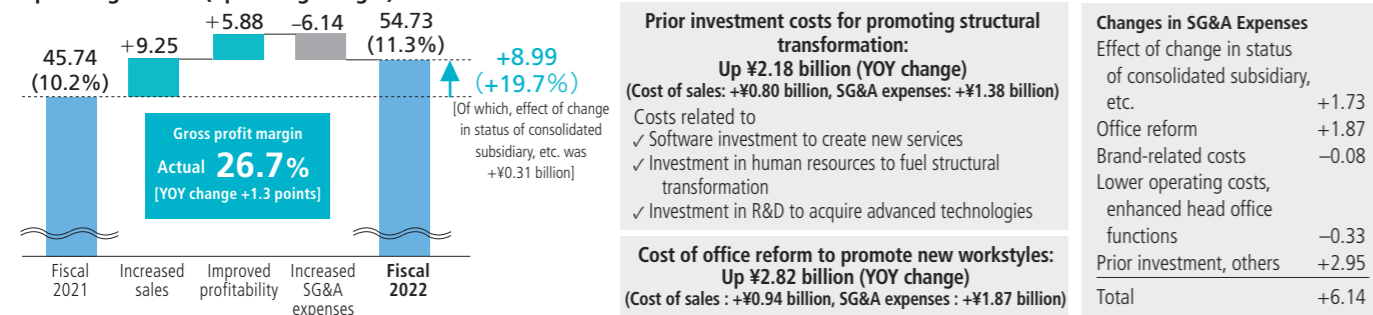 45.74
(10.2%)
+9.25
+5.88
–6.14
54.73
(11.3%)
+8.99
(+19.7%)
[Of which, effect of change
in status of consolidated
subsidiary, etc. was
+¥0.31 billion]
Gross profit margin
Actual 26.7%
[YOY change +1.3 points]
Fiscal
2021
Increased
sales
Improved
profitability
Increased
SG&A
expenses
Fiscal
2022
Prior investment costs for promoting structural
transformation:
Up ¥2.18 billion (YOY change)
(Cost of sales: +¥0.80 billion, SG&A expenses: +¥1.38 billion)
Costs related to
✓ Software investment to create new services
✓ Investment in human resources to fuel structural
transformation
✓ Investment in R&D to acquire advanced technologies
Cost of office reform to promote new workstyles:
Up ¥2.82 billion (YOY change)
(Cost of sales : +¥0.94 billion, SG&A expenses : +¥1.87 billion)
Changes in SG&A Expenses
Effect of change in status
of consolidated subsidiary,
etc. +1.73
Office reform +1.87
Brand-related costs –0.08
Lower operating costs,
enhanced head office
functions –0.33
Prior investment, others +2.95
Total +6.14